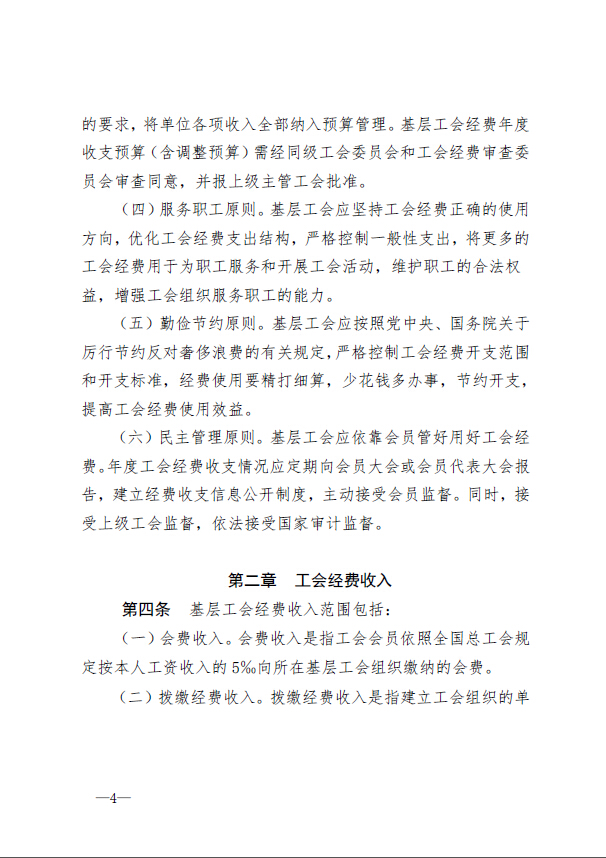 的要求，将单位各项收入全部纳入预算管理。基层工会经费年度
收支预算（含调整预算）需经同级工会委员会和工会经费审查委
员会审查同意，并报上级主管工会批准。
（四）服务职工原则。基层工会应坚持工会经费正确的使用
方向，优化工会经费支出结构，严格控制一般性支出，将更多的
工会经费用于为职工服务和开展工会活动，维护职工的合法权
益，增强工会组织服务职工的能力。
（五）勤俭节约原则。基层工会应按照党中央、国务院关于
厉行节约反对奢侈浪费的有关规定，严格控制工会经费开支范围
和开支标准，经费使用要精打细算，少花钱多办事，节约开支，
提高工会经费使用效益。
（六）民主管理原则。基层工会应依靠会员管好用好工会经
费。年度工会经费收支情况应定期向会员大会或会员代表大会报
告，建立经费收支信息公开制度，主动接受会员监督。同时，接
受上级工会监督，依法接受国家审计监督。
第二章 工会经费收入
第四条 基层工会经费收入范围包括：
（一）会费收入。会费收入是指工会会员依照全国总工会规
定按本人工资收入的5‰向所在基层工会组织缴纳的会费。
（二）拨缴经费收入。拨缴经费收入是指建立工会组织的单
—4—